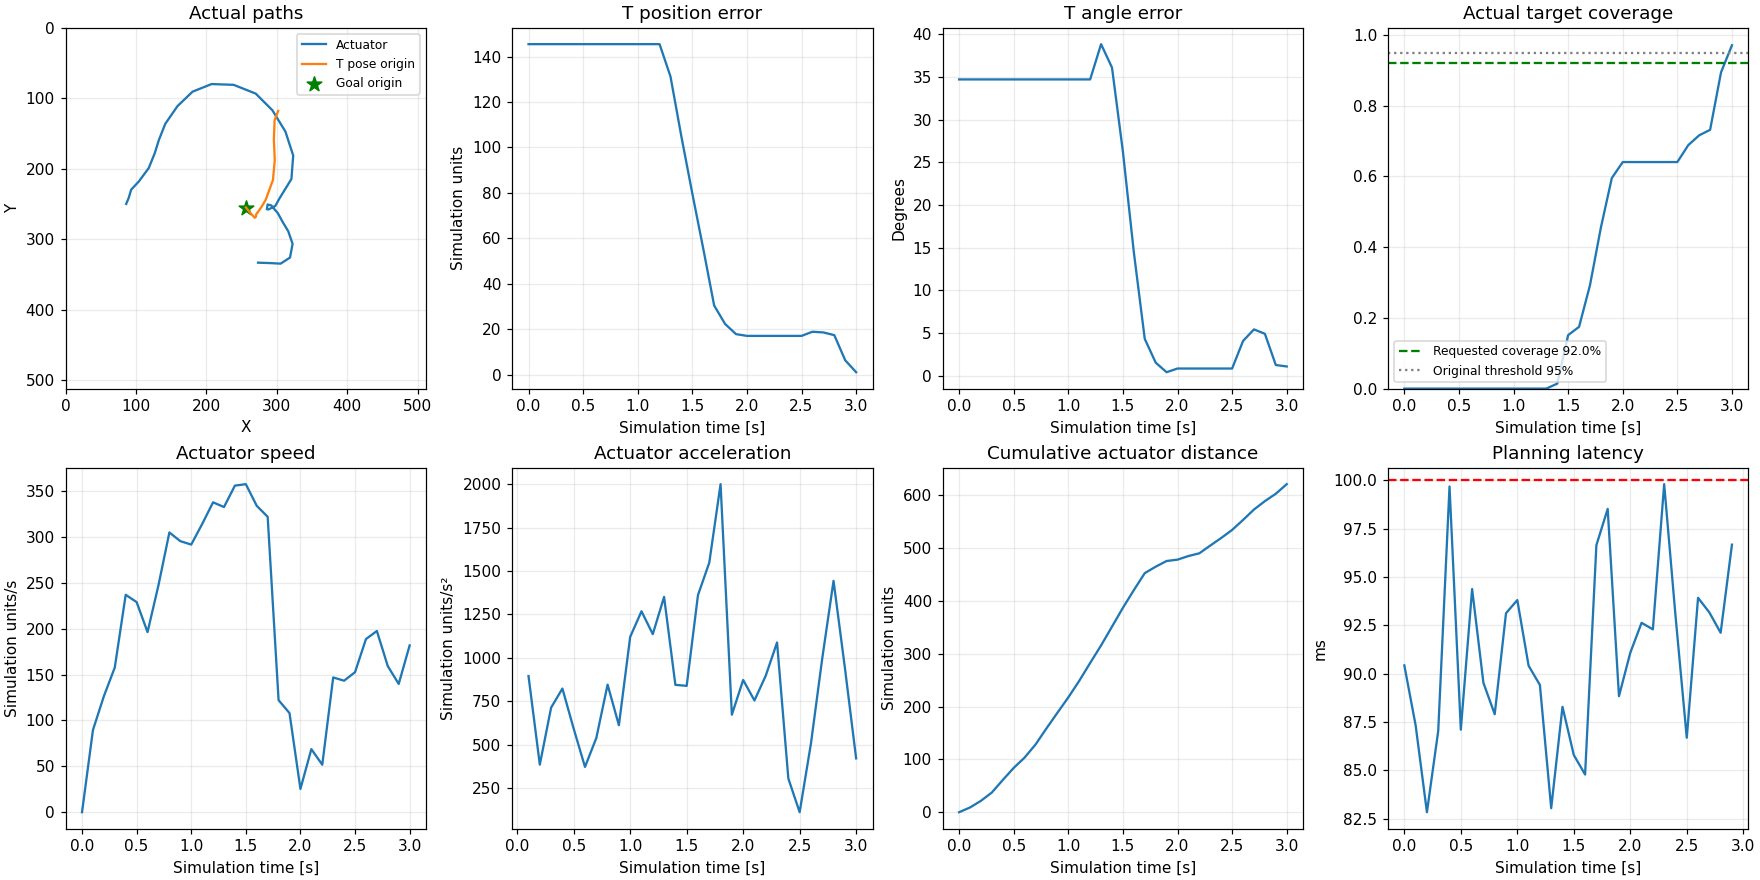 Actual paths
Y
0
100
200
300
400
500
0 100 200 300 400 500
X
Actuator
T pose origin
Goal origin
T position error
Simulation units
140
120
100
80
60
40
20
0
0.0 0.5 1.0 1.5 2.0 2.5 3.0
Simulation time [s]
T angle error
Degrees
40
35
30
25
20
15
10
5
0
0.0 0.5 1.0 1.5 2.0 2.5 3.0
Simulation time [s]
Actual target coverage
1.0
0.8
0.6
0.4
0.2
0.0
Requested coverage 92.0%
Original threshold 95%
0.0 0.5 1.0 1.5 2.0 2.5 3.0
Simulation time [s]
Actuator speed
Simulation units/s
350
300
250
200
150
100
50
0
0.0 0.5 1.0 1.5 2.0 2.5 3.0
Simulation time [s]
Actuator acceleration
Simulation units/s²
2000
1750
1500
1250
1000
750
500
250
0.0 0.5 1.0 1.5 2.0 2.5 3.0
Simulation time [s]
Cumulative actuator distance
Simulation units
600
500
400
300
200
100
0
0.0 0.5 1.0 1.5 2.0 2.5 3.0
Simulation time [s]
Planning latency
ms
100.0
97.5
95.0
92.5
90.0
87.5
85.0
82.5
0.0 0.5 1.0 1.5 2.0 2.5 3.0
Simulation time [s]